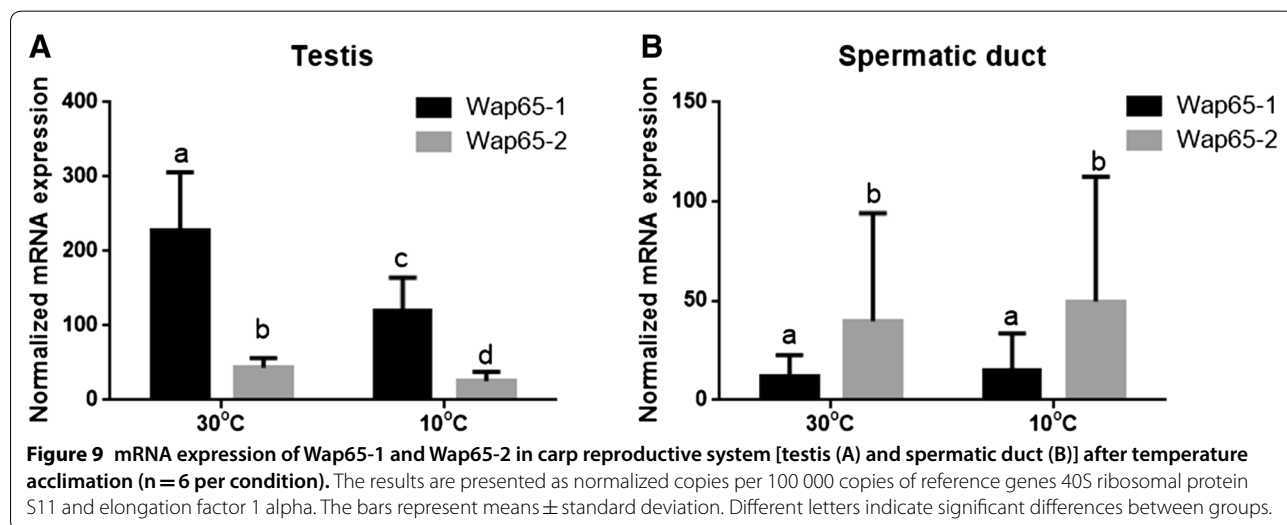 A
Testis
Normalized mRNA expression
400
300
200
100
0
Wap65-1
Wap65-2
a
b
c
d
30°C
10°C
B
Spermatic duct
Normalized mRNA expression
150
100
50
0
Wap65-1
Wap65-2
a
b
a
b
30°C
10°C
Figure 9 mRNA expression of Wap65-1 and Wap65-2 in carp reproductive system [testis (A) and spermatic duct (B)] after temperature
acclimation (n = 6 per condition). The results are presented as normalized copies per 100 000 copies of reference genes 40S ribosomal protein
S11 and elongation factor 1 alpha. The bars represent means ± standard deviation. Different letters indicate significant differences between groups.